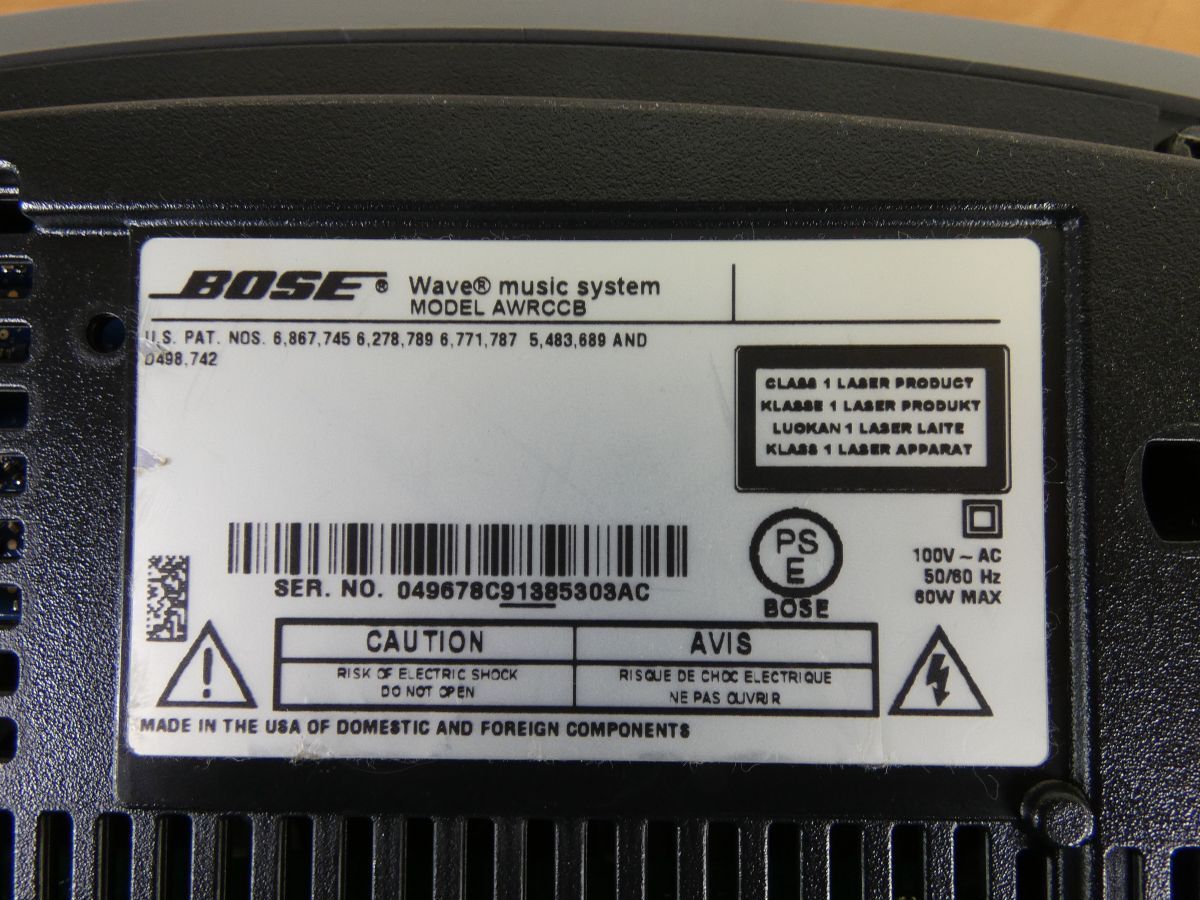 BOSE® Wave® music system
MODEL AWRCCB
U.S. PAT. NOS. 6,867,745 6,278,789 6,771,787 5,483,689 AND
D498,742
CLASS 1 LASER PRODUCT
KLASSE 1 LASER PRODUKT
LUOKAN 1 LASER LAITE
KLASS 1 LASER APPARAT
PS
E
BOSE
100V ~ AC
50/60 Hz
60W MAX
SER. NO. 049678C91385303AC
CAUTION
RISK OF ELECTRIC SHOCK
DO NOT OPEN
AVIS
RISQUE DE CHOC ELECTRIQUE
NE PAS OUVRIR
MADE IN THE USA OF DOMESTIC AND FOREIGN COMPONENTS